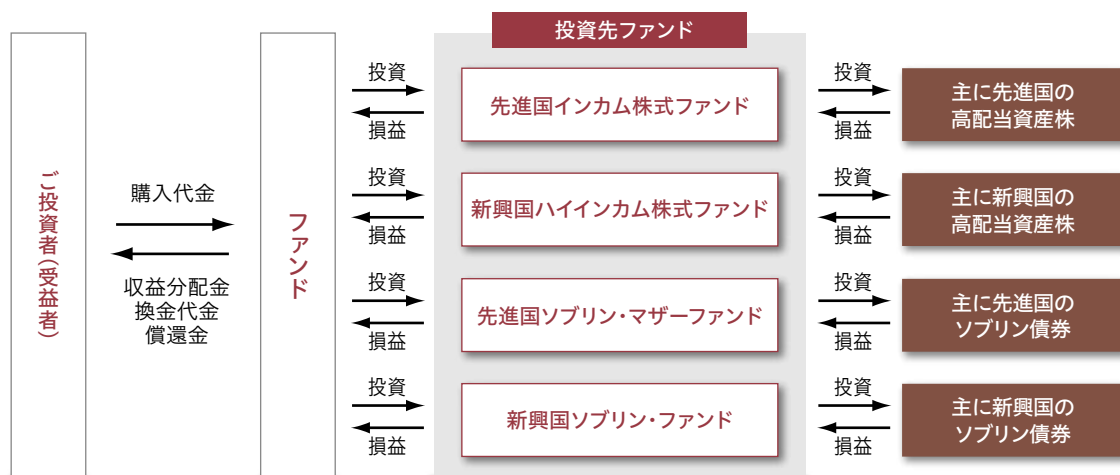 投資先ファンド
ご投資者(受益者)
購入代金
収益分配金
換金代金
償還金
ファンド
投資
損益
先進国インカム株式ファンド
投資
損益
主に先進国の
高配当資産株
投資
損益
新興国ハイインカム株式ファンド
投資
損益
主に新興国の
高配当資産株
投資
損益
先進国ソブリン・マザーファンド
投資
損益
主に先進国の
ソブリン債券
投資
損益
新興国ソブリン・ファンド
投資
損益
主に新興国の
ソブリン債券